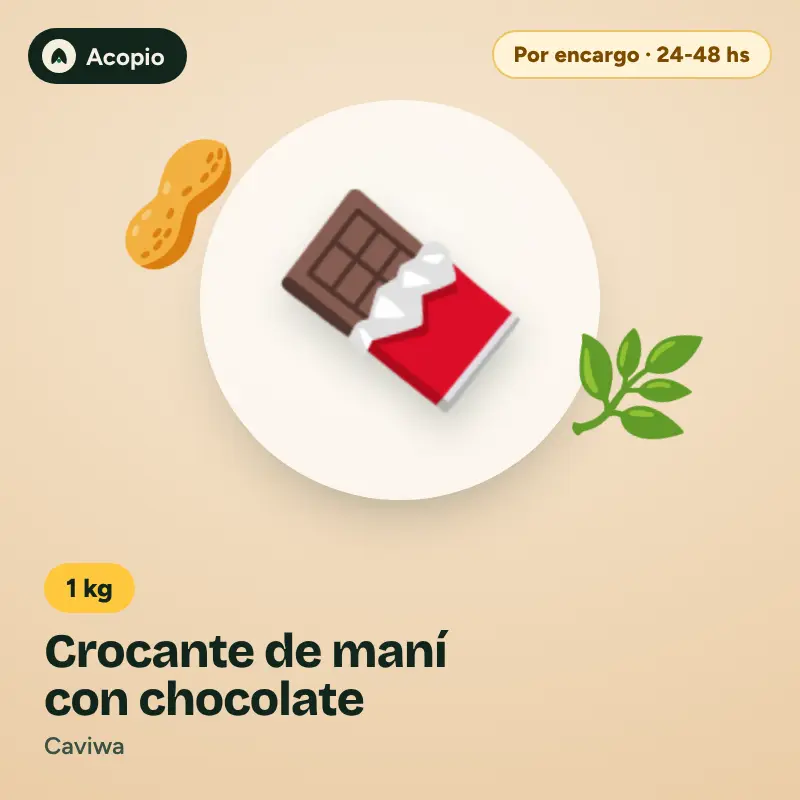 Acopio
Por encargo · 24-48 hs
1 kg
Crocante de maní
con chocolate
Caviwa